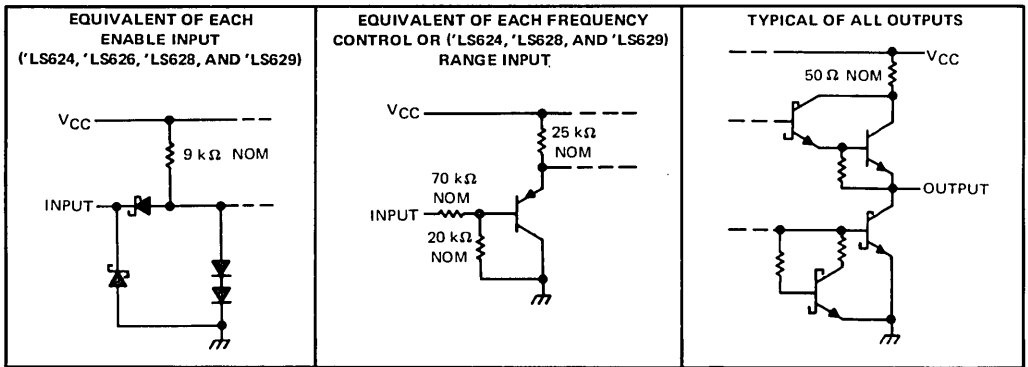 EQUIVALENT OF EACH
ENABLE INPUT
('LS624, 'LS626, 'LS628, AND 'LS629)
VCC
9 kΩ NOM
INPUT
EQUIVALENT OF EACH FREQUENCY
CONTROL OR ('LS624, 'LS628, AND 'LS629)
RANGE INPUT
VCC
25 kΩ
NOM
70 kΩ
NOM
INPUT
20 kΩ
NOM
TYPICAL OF ALL OUTPUTS
VCC
50 Ω NOM
OUTPUT